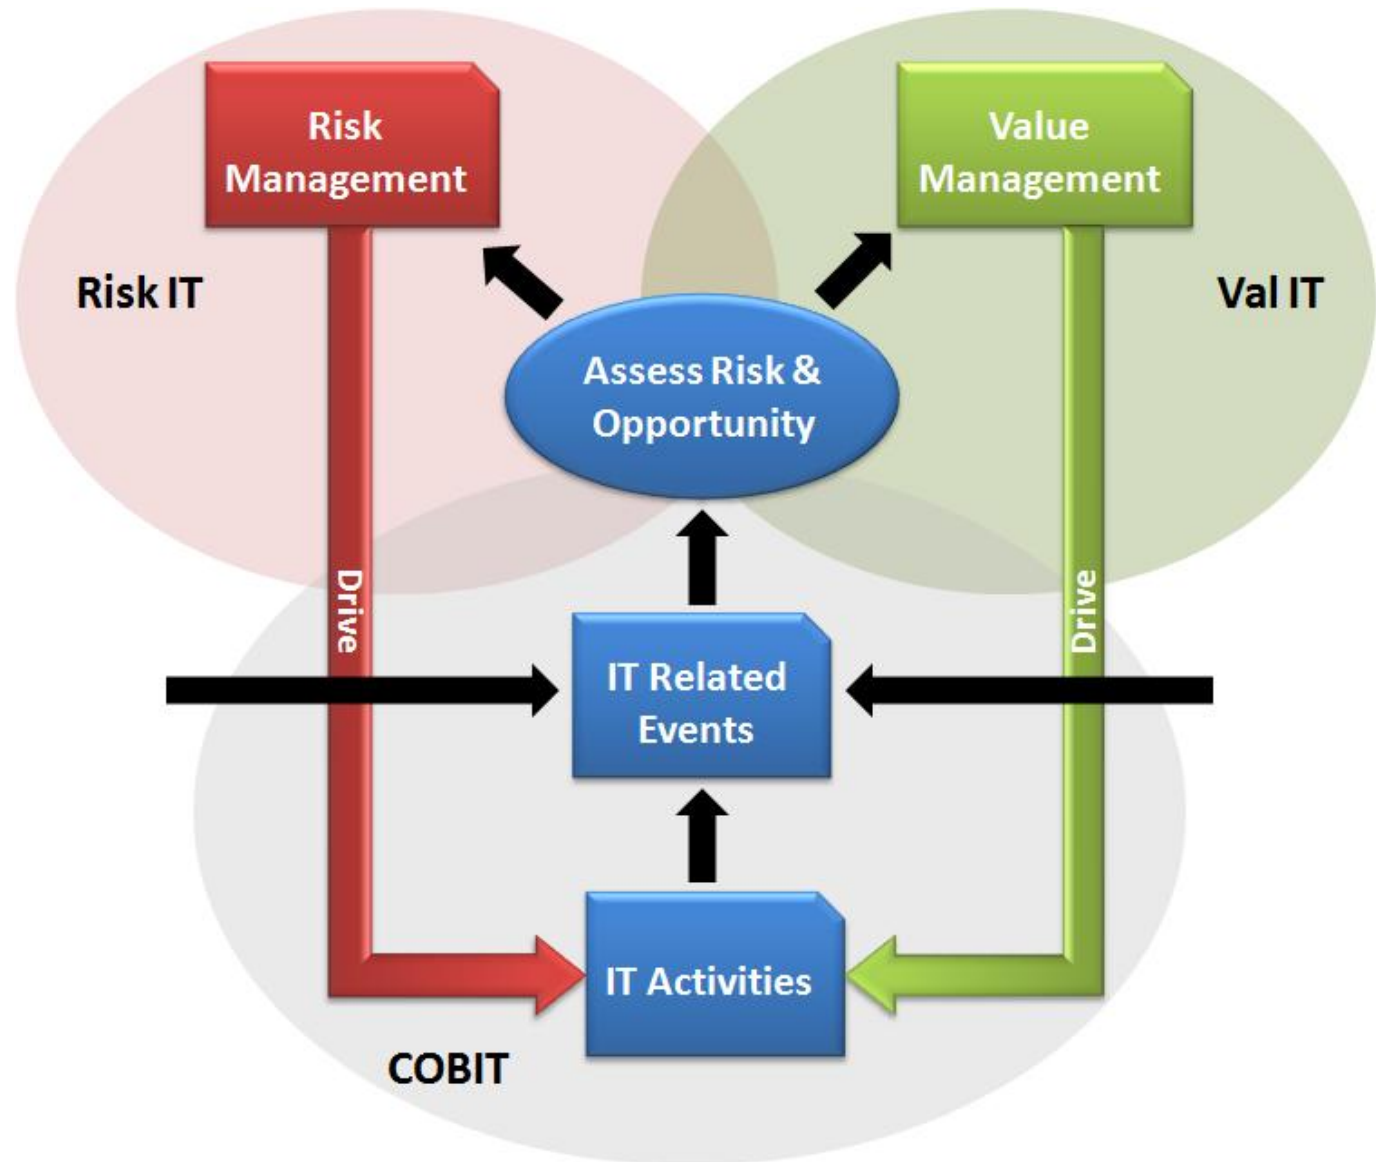 Risk
Management
Value
Management
Risk IT
Val IT
Assess Risk &
Opportunity
Drive
Drive
IT Related
Events
IT Activities
COBIT